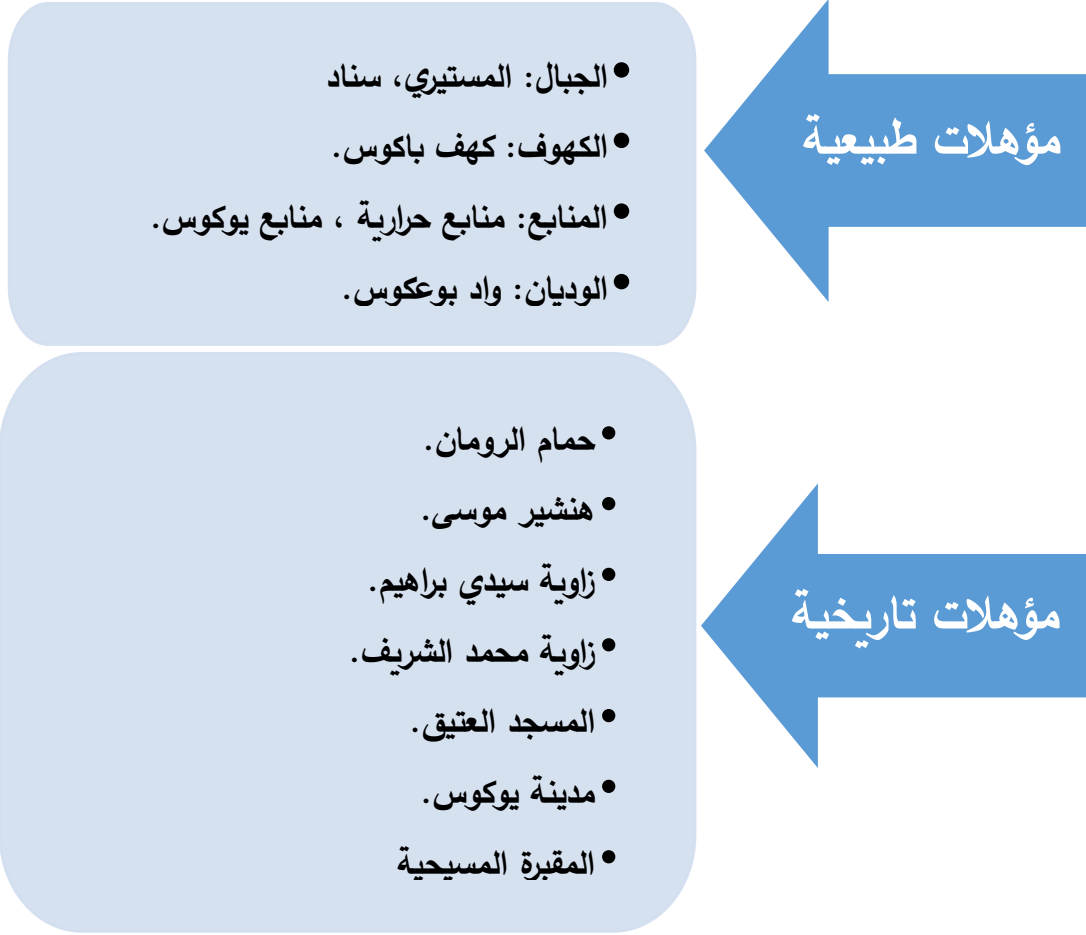 مؤهلات طبيعية
•الجبال: المستيري، سناد
•الكهوف: كهف باكوس.
•المنابع: منابع حرارية ، منابع يوكوس.
•الوديان: واد بوعكوس.
مؤهلات تاريخية
•حمام الرومان.
•هنشير موسى.
•زاوية سيدي براهيم.
•زاوية محمد الشريف.
•المسجد العتيق.
•مدينة يوكوس.
•المقبرة المسيحية